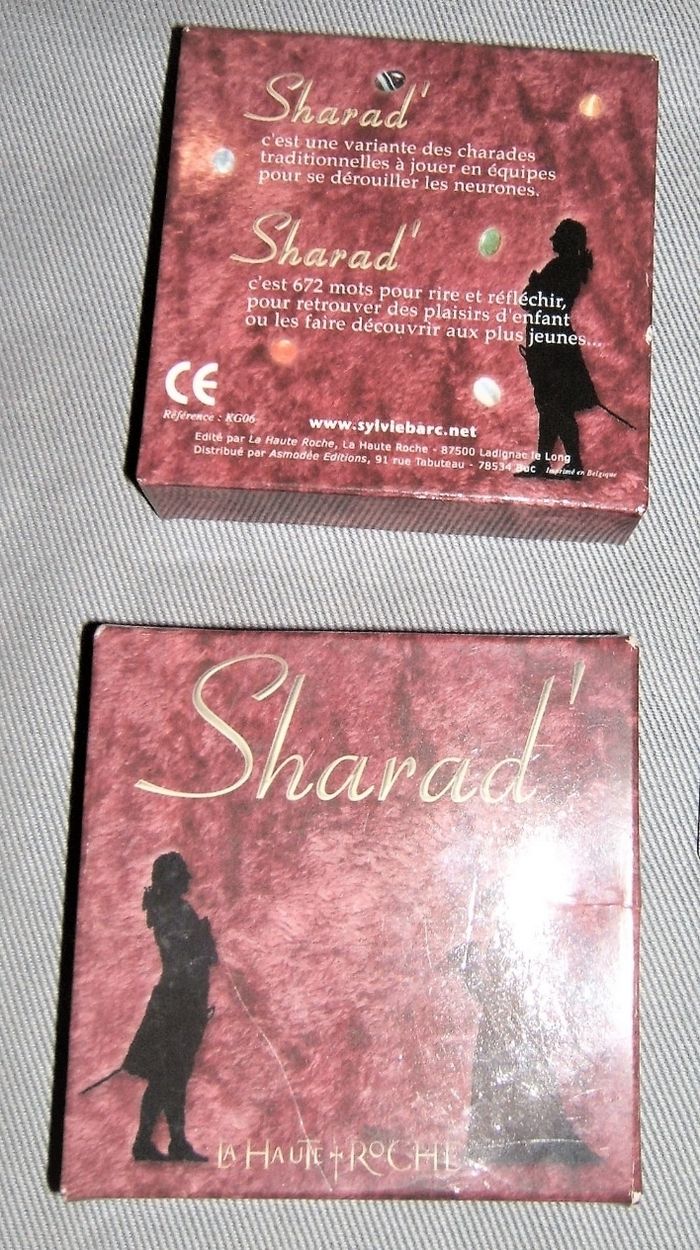 Sharad'
c'est une variante des charades
traditionnelles à jouer en équipes
pour se dérouiller les neurones.
Sharad'
c'est 672 mots pour rire et réfléchir,
pour retrouver des plaisirs d'enfant
ou les faire découvrir aux plus jeunes...
CE
Référence : KG06
www.sylviebarc.net
Edité par La Haute Roche, La Haute Roche - 87500 Ladignac le Long
Distribué par Asmodée Editions, 91 rue Tabuteau - 78534 Buc Imprimé en Belgique
Sharad'
LA HAUTE ROCHE